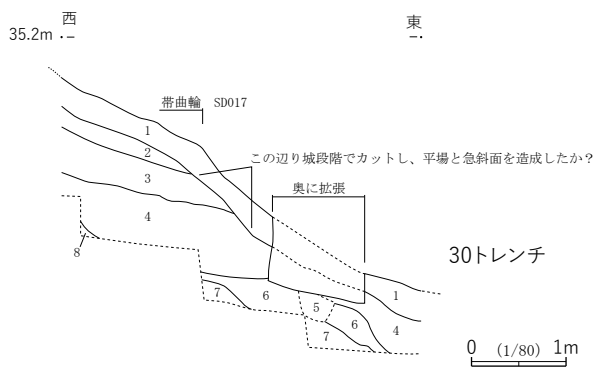 西
東
35.2m
帯曲輪 SD017
1
2
この辺り城段階でカットし、平場と急斜面を造成したか？
3
奥に拡張
4
30トレンチ
8
7
6
5
1
6
4
7
0 (1/80) 1m